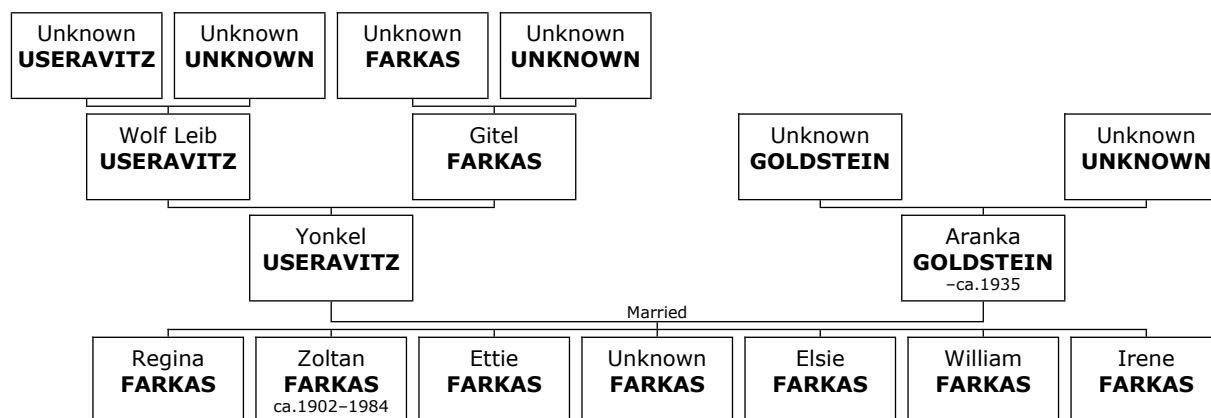 Unknown
USERAVITZ
Unknown
UNKNOWN
Unknown
FARKAS
Unknown
UNKNOWN
Wolf Leib
USERAVITZ
Gitel
FARKAS
Unknown
GOLDSTEIN
Unknown
UNKNOWN
Yonkel
USERAVITZ
Aranka
GOLDSTEIN
–ca.1935
Married
Regina
FARKAS
Zoltan
FARKAS
ca.1902–1984
Ettie
FARKAS
Unknown
FARKAS
Elsie
FARKAS
William
FARKAS
Irene
FARKAS